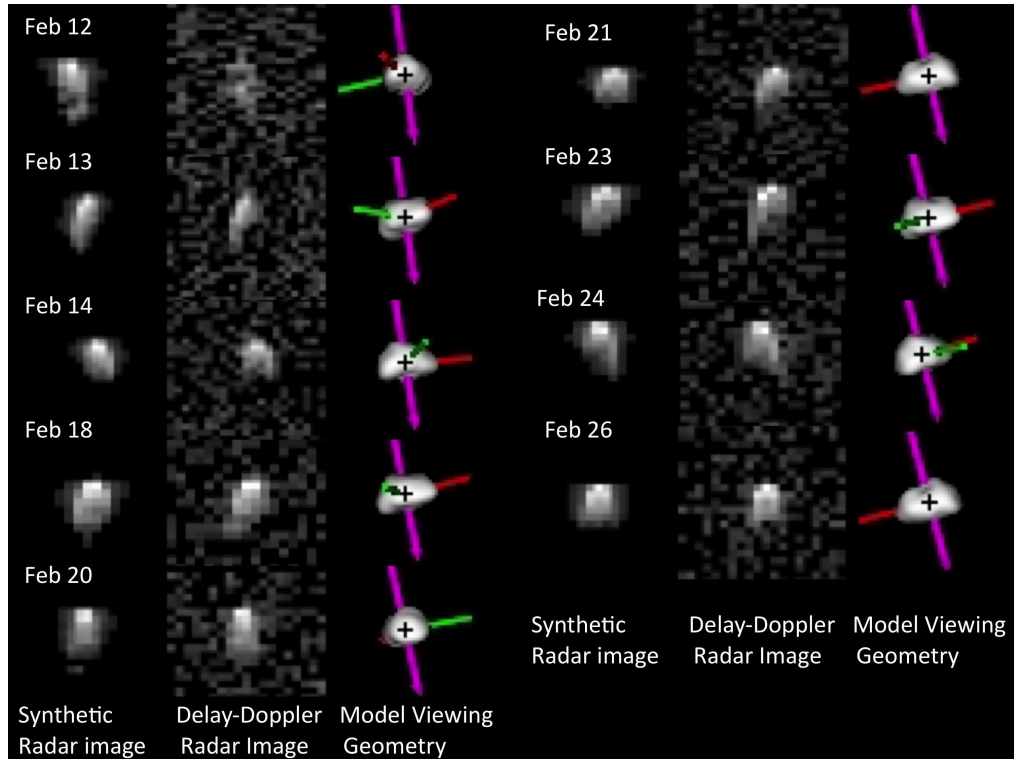 Feb 12
Feb 13
Feb 14
Feb 18
Feb 20
Synthetic Delay-Doppler Model Viewing
Radar image Radar Image Geometry
Feb 21
Feb 23
Feb 24
Feb 26
Synthetic Delay-Doppler Model Viewing
Radar image Radar Image Geometry